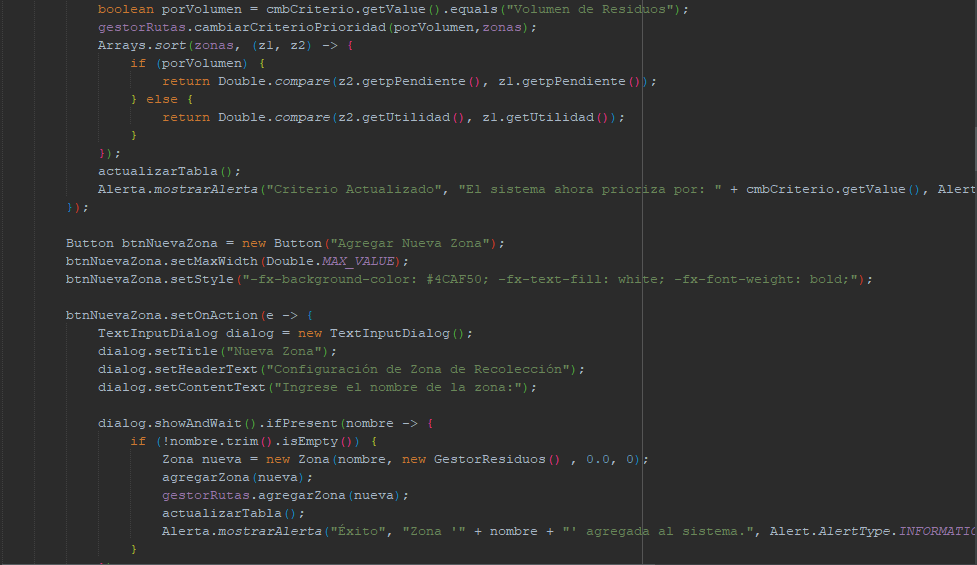 boolean porVolumen = cmbCriterio.getValue().equals("Volumen de Residuos");
gestorRutas.cambiarCriterioPrioridad(porVolumen,zonas);
Arrays.sort(zonas, (z1, z2) -> {
if (porVolumen) {
return Double.compare(z2.getpPendiente(), z1.getpPendiente());
} else {
return Double.compare(z2.getUtilidad(), z1.getUtilidad());
}
});
actualizarTabla();
Alerta.mostrarAlerta("Criterio Actualizado", "El sistema ahora prioriza por: " + cmbCriterio.getValue(), Alert
});
Button btnNuevaZona = new Button("Agregar Nueva Zona");
btnNuevaZona.setMaxWidth(Double.MAX_VALUE);
btnNuevaZona.setStyle("-fx-background-color: #4CAF50; -fx-text-fill: white; -fx-font-weight: bold;");
btnNuevaZona.setOnAction(e -> {
TextInputDialog dialog = new TextInputDialog();
dialog.setTitle("Nueva Zona");
dialog.setHeaderText("Configuración de Zona de Recolección");
dialog.setContentText("Ingrese el nombre de la zona:");
dialog.showAndWait().ifPresent(nombre -> {
if (!nombre.trim().isEmpty()) {
Zona nueva = new Zona(nombre, new GestorResiduos() , 0.0, 0);
agregarZona(nueva);
gestorRutas.agregarZona(nueva);
actualizarTabla();
Alerta.mostrarAlerta("Éxito", "Zona '" + nombre + "' agregada al sistema.", Alert.AlertType.INFORMATIO
}